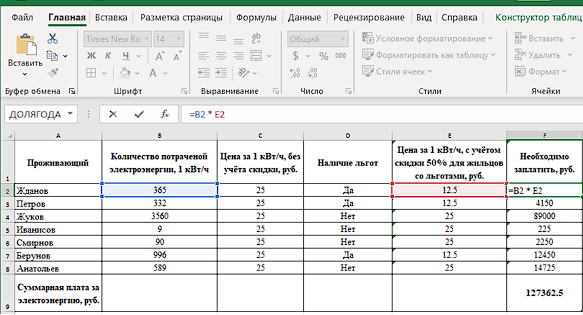 Файл Главная Вставка Разметка страницы Формулы Данные Рецензирование Вид Справка Конструктор таблиц
Вставить
Times New Ro 14
Ж К Ч
Общий
Условное форматирование
Форматировать как таблицу
Стили ячеек
Вставить
Удалить
Формат
Буфер обмена Шрифт Выравнивание Число Стили Ячейки
ДОЛЯГОДА =B2 * E2
A B C D E F
1 Проживающий Количество потраченой электроэнергии, 1 кВт/ч Цена за 1 кВт/ч, без учёта скидки, руб. Наличие льгот Цена за 1 кВт/ч, с учётом скидки 50% для жильцов со льготами, руб. Необходимо заплатить, руб.
2 Жданов 365 25 Да 12.5 =B2 * E2
3 Петров 332 25 Да 12.5 4150
4 Жуков 3560 25 Нет 25 89000
5 Иванисов 9 25 Нет 25 225
6 Смирнов 90 25 Нет 25 2250
7 Берунов 996 25 Да 12.5 12450
8 Анатольев 589 25 Нет 25 14725
9 Суммарная плата за электроэнергию, руб. 127362.5